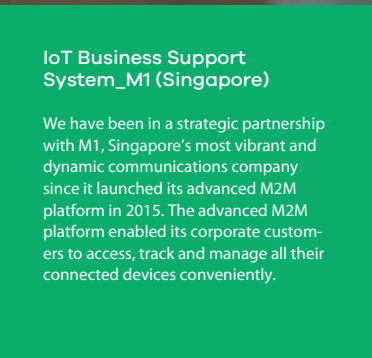 IoT Business Support
System_M1 (Singapore)
We have been in a strategic partnership
with M1, Singapore's most vibrant and
dynamic communications company
since it launched its advanced M2M
platform in 2015. The advanced M2M
platform enabled its corporate custom-
ers to access, track and manage all their
connected devices conveniently.